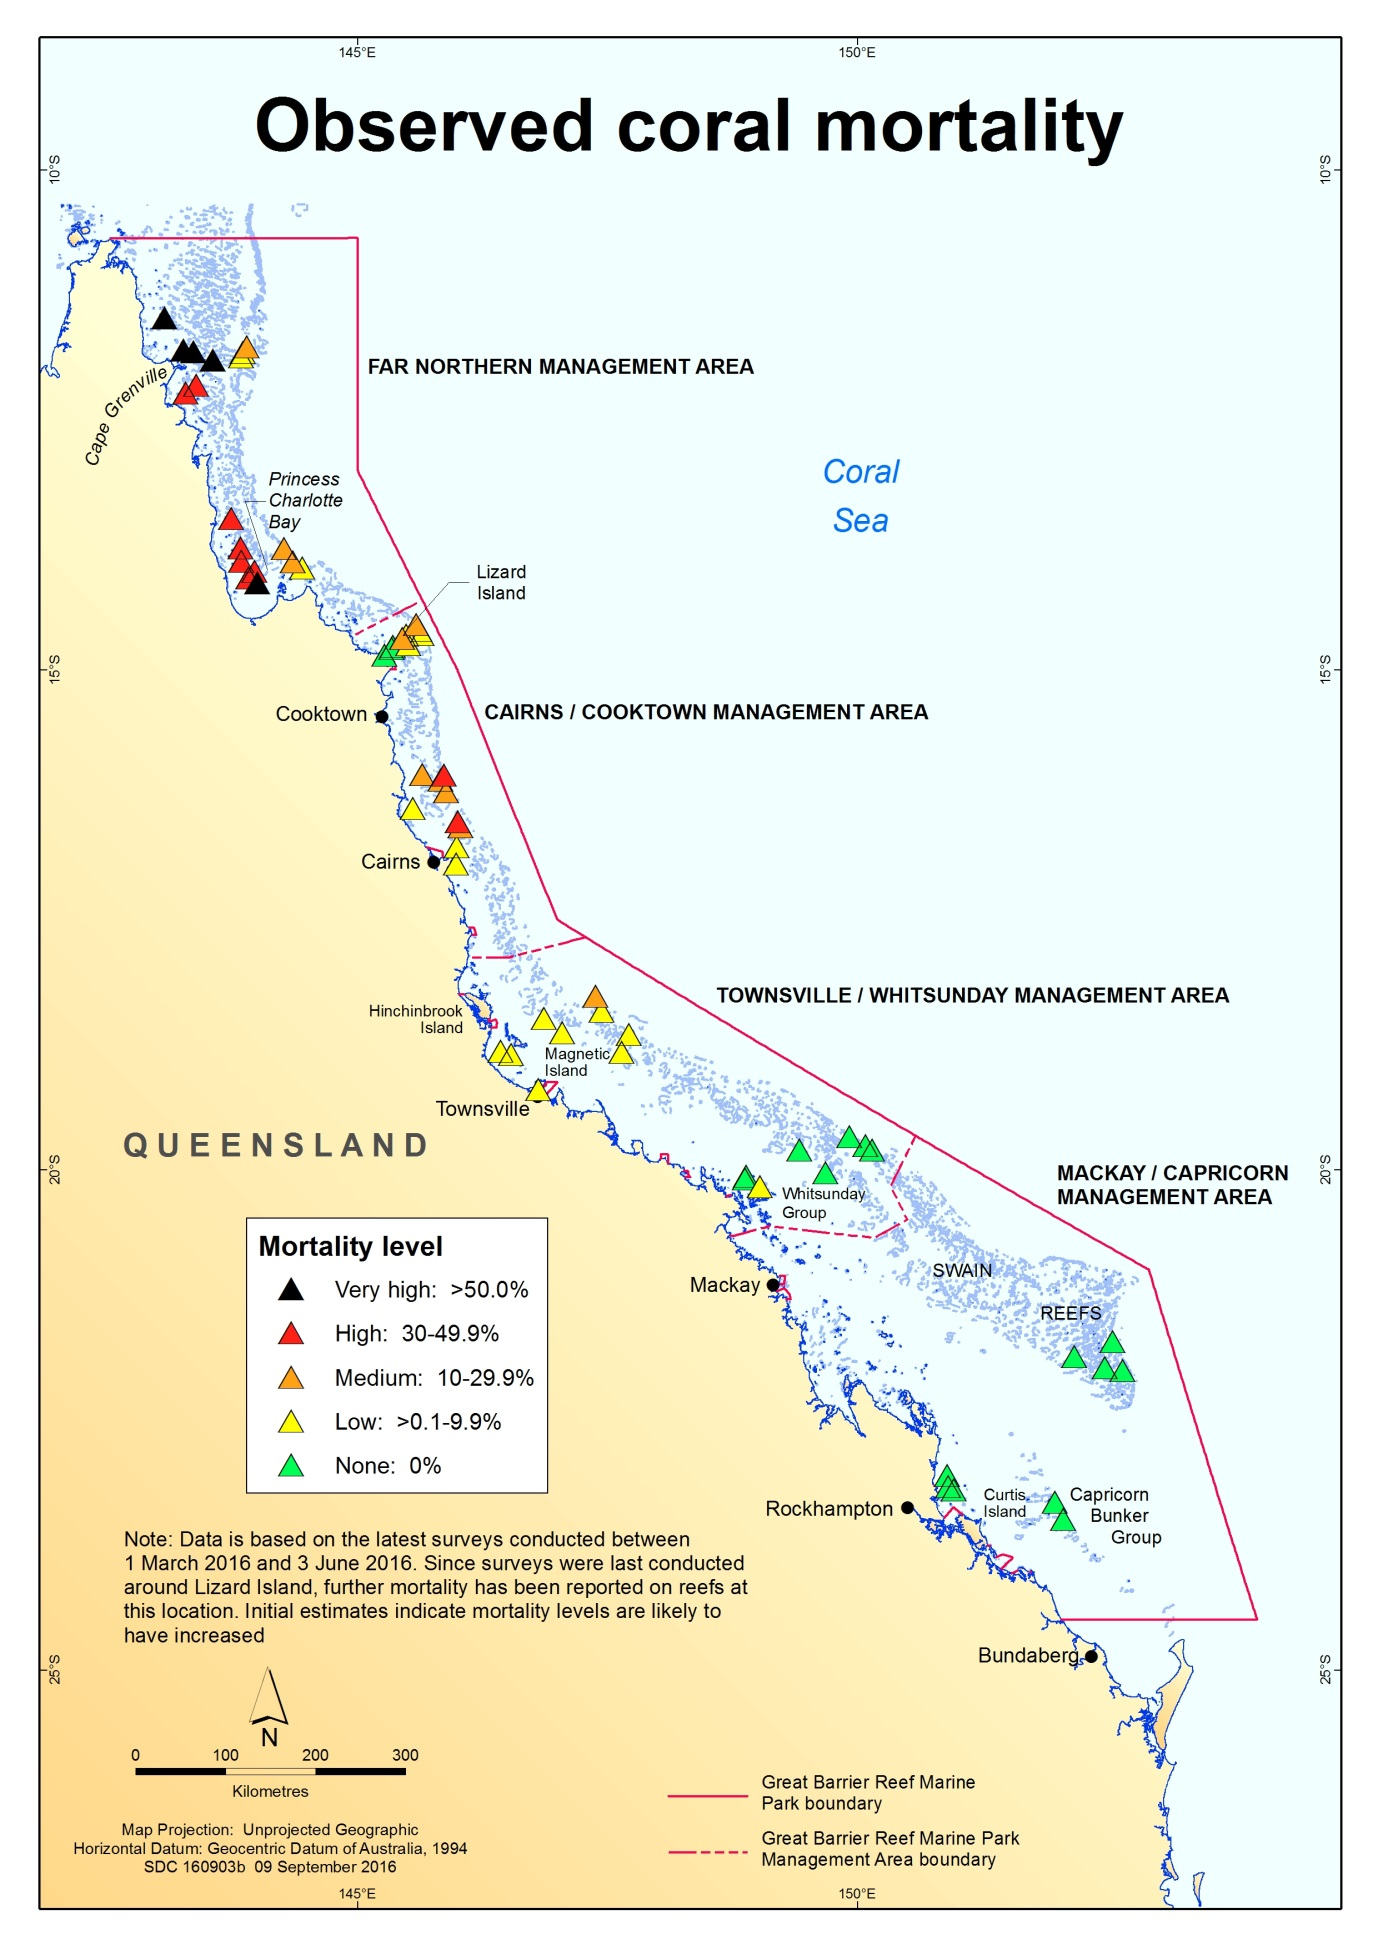 145°E
150°E
Observed coral mortality
10°S
10°S
FAR NORTHERN MANAGEMENT AREA
Cape Grenville
Coral
Sea
Princess
Charlotte
Bay
Lizard
Island
15°S
15°S
Cooktown
CAIRNS / COOKTOWN MANAGEMENT AREA
Cairns
TOWNSVILLE / WHITSUNDAY MANAGEMENT AREA
Hinchinbrook
Island
Magnetic
Island
Townsville
QUEENSLAND
20°S
20°S
MACKAY / CAPRICORN
MANAGEMENT AREA
Whitsunday
Group
Mortality level
Very high: >50.0%
High: 30-49.9%
Medium: 10-29.9%
Low: >0.1-9.9%
None: 0%
SWAIN
REEFS
Mackay
Rockhampton
Curtis
Island
Capricorn
Bunker
Group
Note: Data is based on the latest surveys conducted between
1 March 2016 and 3 June 2016. Since surveys were last conducted
around Lizard Island, further mortality has been reported on reefs at
this location. Initial estimates indicate mortality levels are likely to
have increased
Bundaberg
25°S
25°S
N
0 100 200 300
Kilometres
Great Barrier Reef Marine
Park boundary
Great Barrier Reef Marine Park
Management Area boundary
Map Projection: Unprojected Geographic
Horizontal Datum: Geocentric Datum of Australia, 1994
SDC 160903b 09 September 2016
145°E
150°E